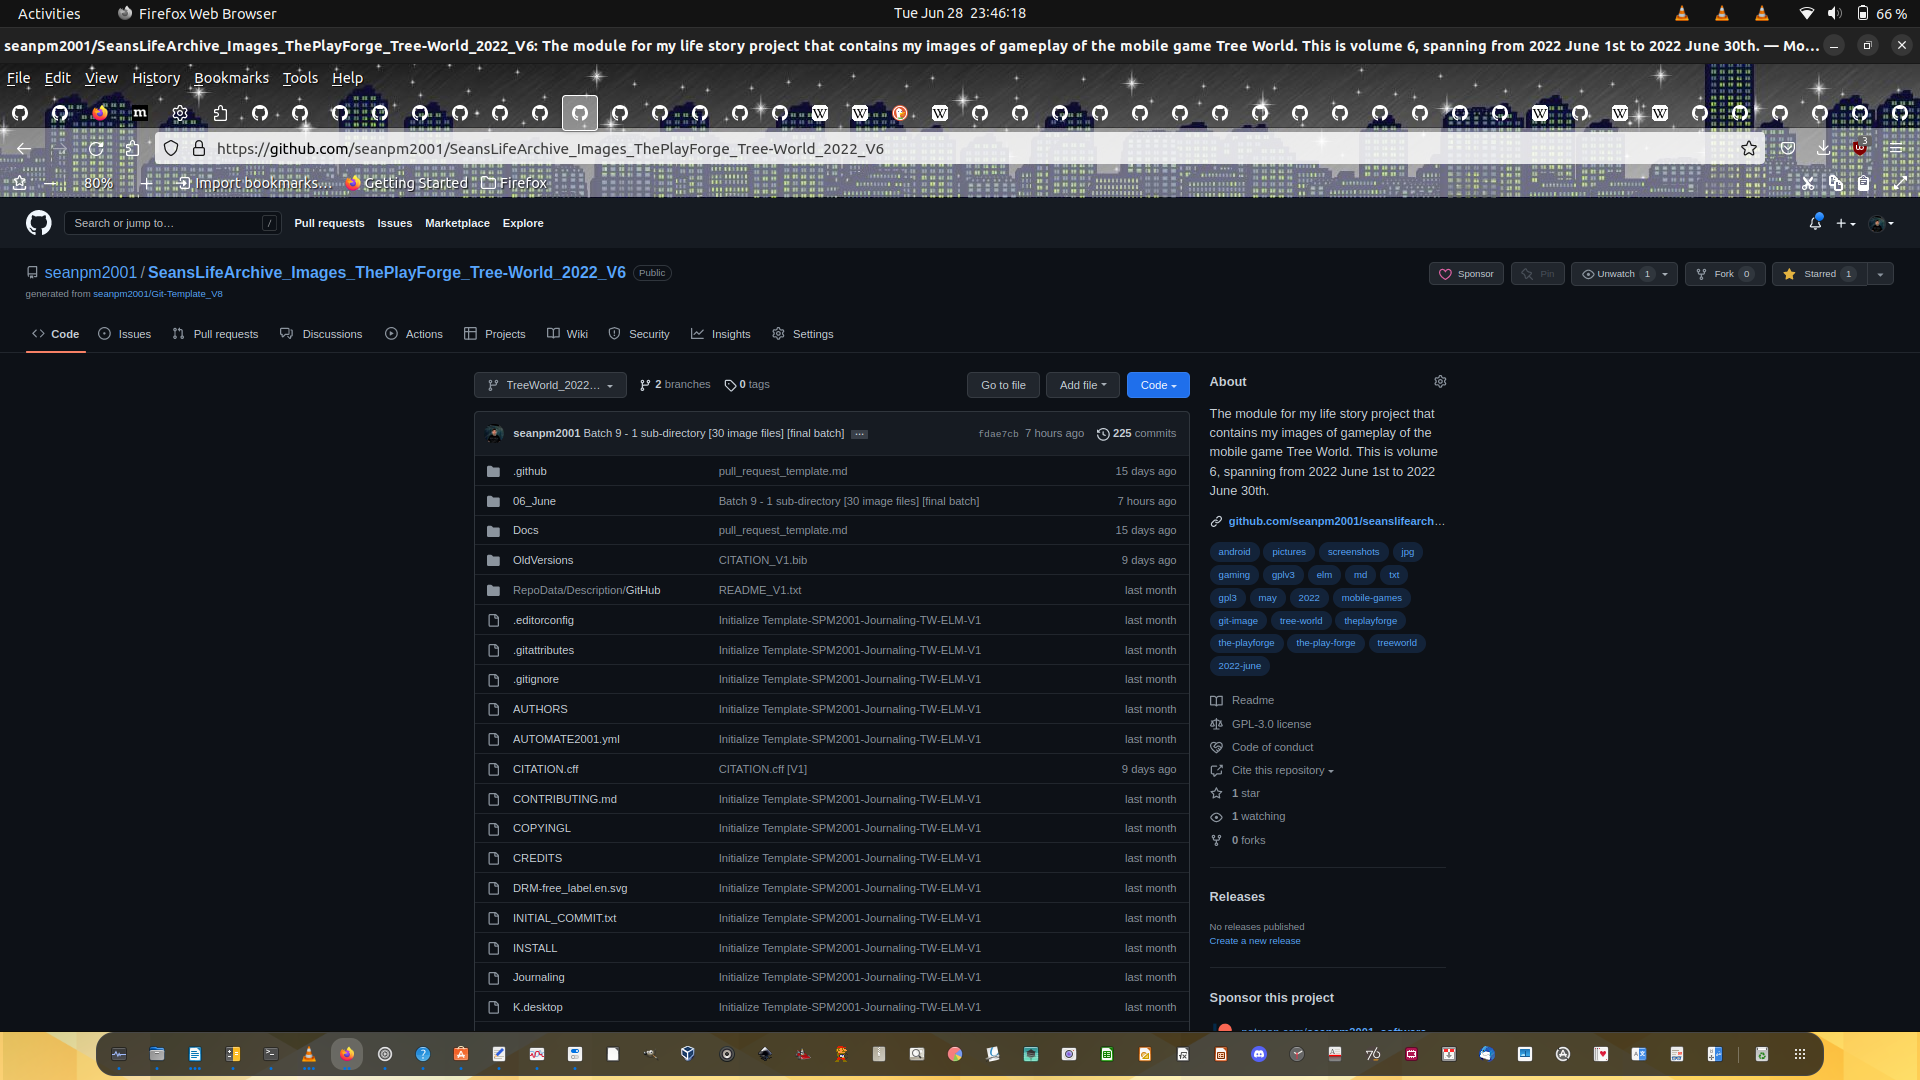 Activities Firefox Web Browser Tue Jun 28 23:46:18 66 %
seanpm2001/SeansLifeArchive_Images_ThePlayForge_Tree-World_2022_V6: The module for my life story project that contains my images of gameplay of the mobile game Tree World. This is volume 6, spanning from 2022 June 1st to 2022 June 30th. — Mo…
File Edit View History Bookmarks Tools Help
https://github.com/seanpm2001/SeansLifeArchive_Images_ThePlayForge_Tree-World_2022_V6
80% Import bookmarks… Getting Started Firefox
Search or jump to… / Pull requests Issues Marketplace Explore
seanpm2001 / SeansLifeArchive_Images_ThePlayForge_Tree-World_2022_V6 Public Sponsor Pin Unwatch 1 Fork 0 Starred 1
generated from seanpm2001/Git-Template_V8
Code Issues Pull requests Discussions Actions Projects Wiki Security Insights Settings
TreeWorld_2022… 2 branches 0 tags Go to file Add file Code
seanpm2001 Batch 9 - 1 sub-directory [30 image files] [final batch] … fdae7cb 7 hours ago 225 commits
.github pull_request_template.md 15 days ago
06_June Batch 9 - 1 sub-directory [30 image files] [final batch] 7 hours ago
Docs pull_request_template.md 15 days ago
OldVersions CITATION_V1.bib 9 days ago
RepoData/Description/GitHub README_V1.txt last month
.editorconfig Initialize Template-SPM2001-Journaling-TW-ELM-V1 last month
.gitattributes Initialize Template-SPM2001-Journaling-TW-ELM-V1 last month
.gitignore Initialize Template-SPM2001-Journaling-TW-ELM-V1 last month
AUTHORS Initialize Template-SPM2001-Journaling-TW-ELM-V1 last month
AUTOMATE2001.yml Initialize Template-SPM2001-Journaling-TW-ELM-V1 last month
CITATION.cff CITATION.cff [V1] 9 days ago
CONTRIBUTING.md Initialize Template-SPM2001-Journaling-TW-ELM-V1 last month
COPYINGL Initialize Template-SPM2001-Journaling-TW-ELM-V1 last month
CREDITS Initialize Template-SPM2001-Journaling-TW-ELM-V1 last month
DRM-free_label.en.svg Initialize Template-SPM2001-Journaling-TW-ELM-V1 last month
INITIAL_COMMIT.txt Initialize Template-SPM2001-Journaling-TW-ELM-V1 last month
INSTALL Initialize Template-SPM2001-Journaling-TW-ELM-V1 last month
Journaling Initialize Template-SPM2001-Journaling-TW-ELM-V1 last month
K.desktop Initialize Template-SPM2001-Journaling-TW-ELM-V1 last month
About
The module for my life story project that
contains my images of gameplay of the
mobile game Tree World. This is volume
6, spanning from 2022 June 1st to 2022
June 30th.
github.com/seanpm2001/seanslifearch…
android pictures screenshots jpg
gaming gplv3 elm md txt
gpl3 may 2022 mobile-games
git-image tree-world theplayforge
the-playforge the-play-forge treeworld
2022-june
Readme
GPL-3.0 license
Code of conduct
Cite this repository
1 star
1 watching
0 forks
Releases
No releases published
Create a new release
Sponsor this project